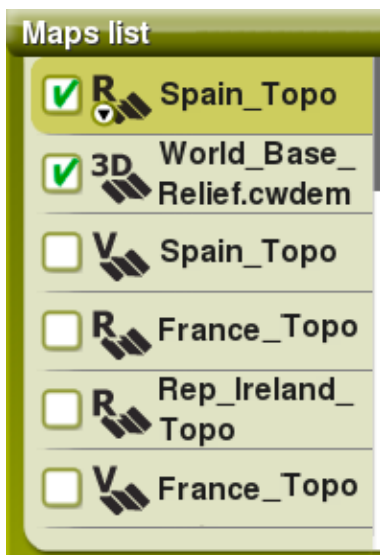 Maps list
R Spain_Topo
3D World_Base_
Relief.cwdem
V Spain_Topo
R France_Topo
R Rep_Ireland_
Topo
V France_Topo